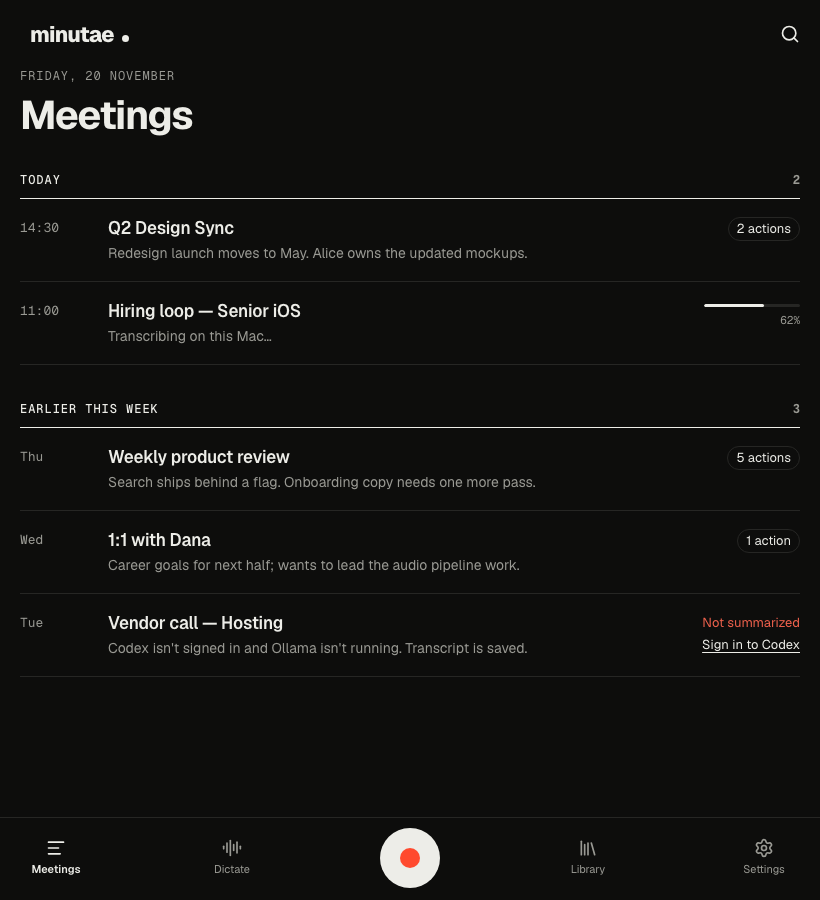 minutae
FRIDAY, 20 NOVEMBER
Meetings
TODAY 2
14:30 Q2 Design Sync 2 actions
Redesign launch moves to May. Alice owns the updated mockups.
11:00 Hiring loop — Senior iOS
62%
Transcribing on this Mac…
EARLIER THIS WEEK 3
Thu Weekly product review 5 actions
Search ships behind a flag. Onboarding copy needs one more pass.
Wed 1:1 with Dana 1 action
Career goals for next half; wants to lead the audio pipeline work.
Tue Vendor call — Hosting Not summarized
Codex isn't signed in and Ollama isn't running. Transcript is saved. Sign in to Codex
Meetings Dictate Library Settings